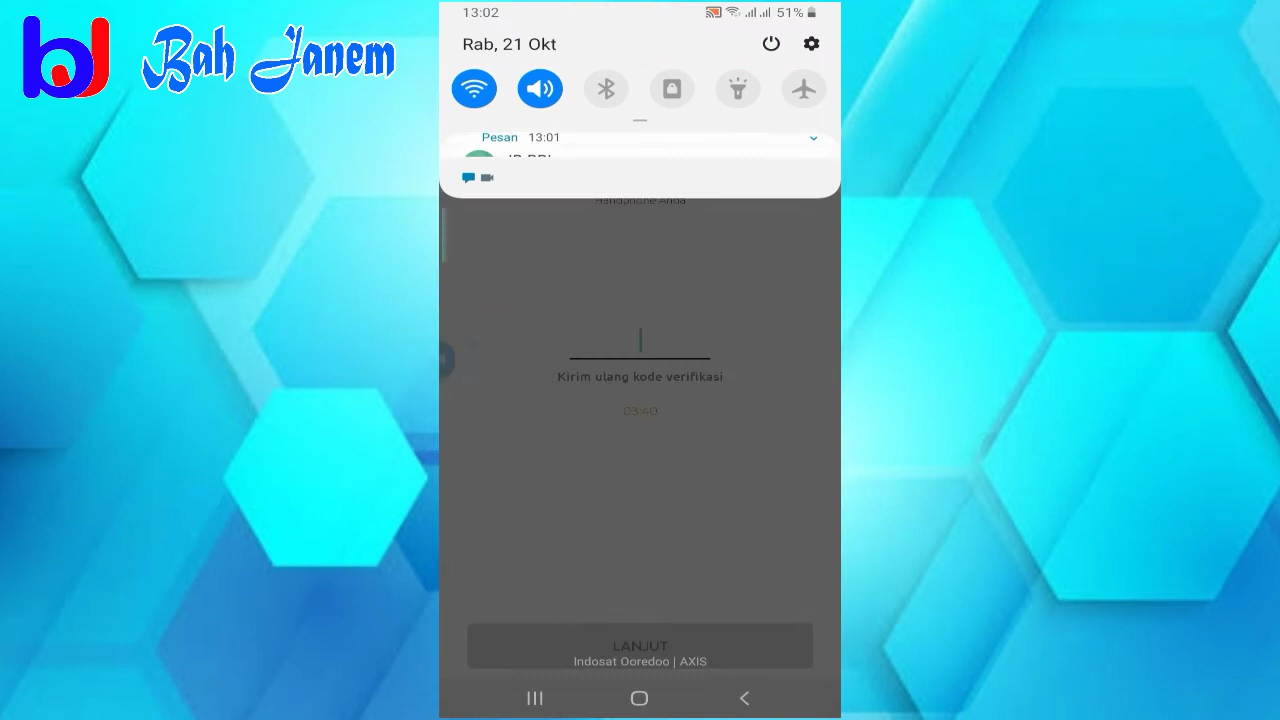 Bah Janem
13:02
51%
Rab, 21 Okt
Pesan 13:01
Handphone Anda
Kirim ulang kode verifikasi
03:40
LANJUT
Indosat Ooredoo | AXIS